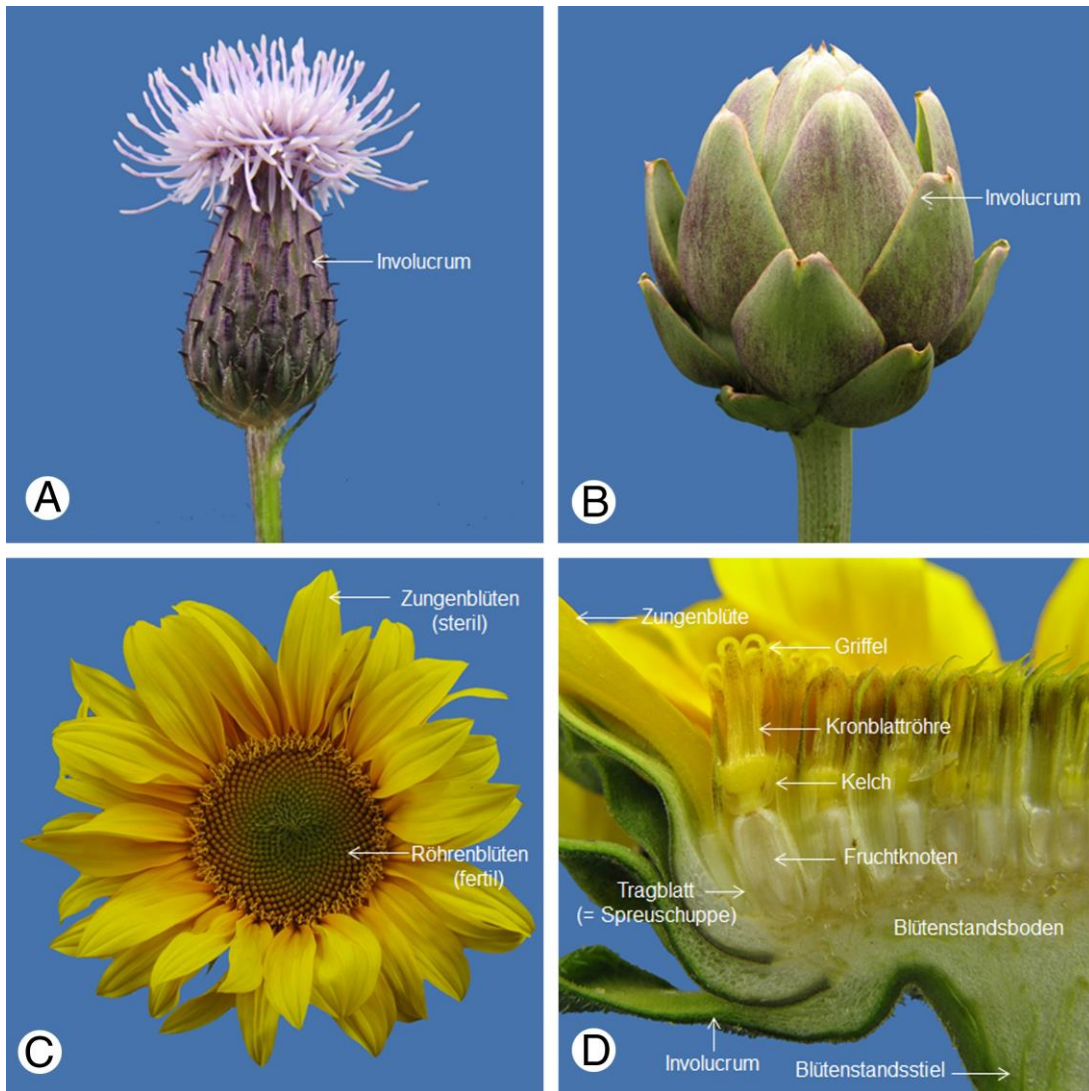 Involucrum
A
Involucrum
B
Zungenblüten
(steril)
Röhrenblüten
(fertil)
C
Zungenblüte
Griffel
Kronblattröhre
Kelch
Fruchtknoten
Tragblatt
(= Spreuschuppe)
Blütenstandsboden
Involucrum
Blütenstandsstiel
D